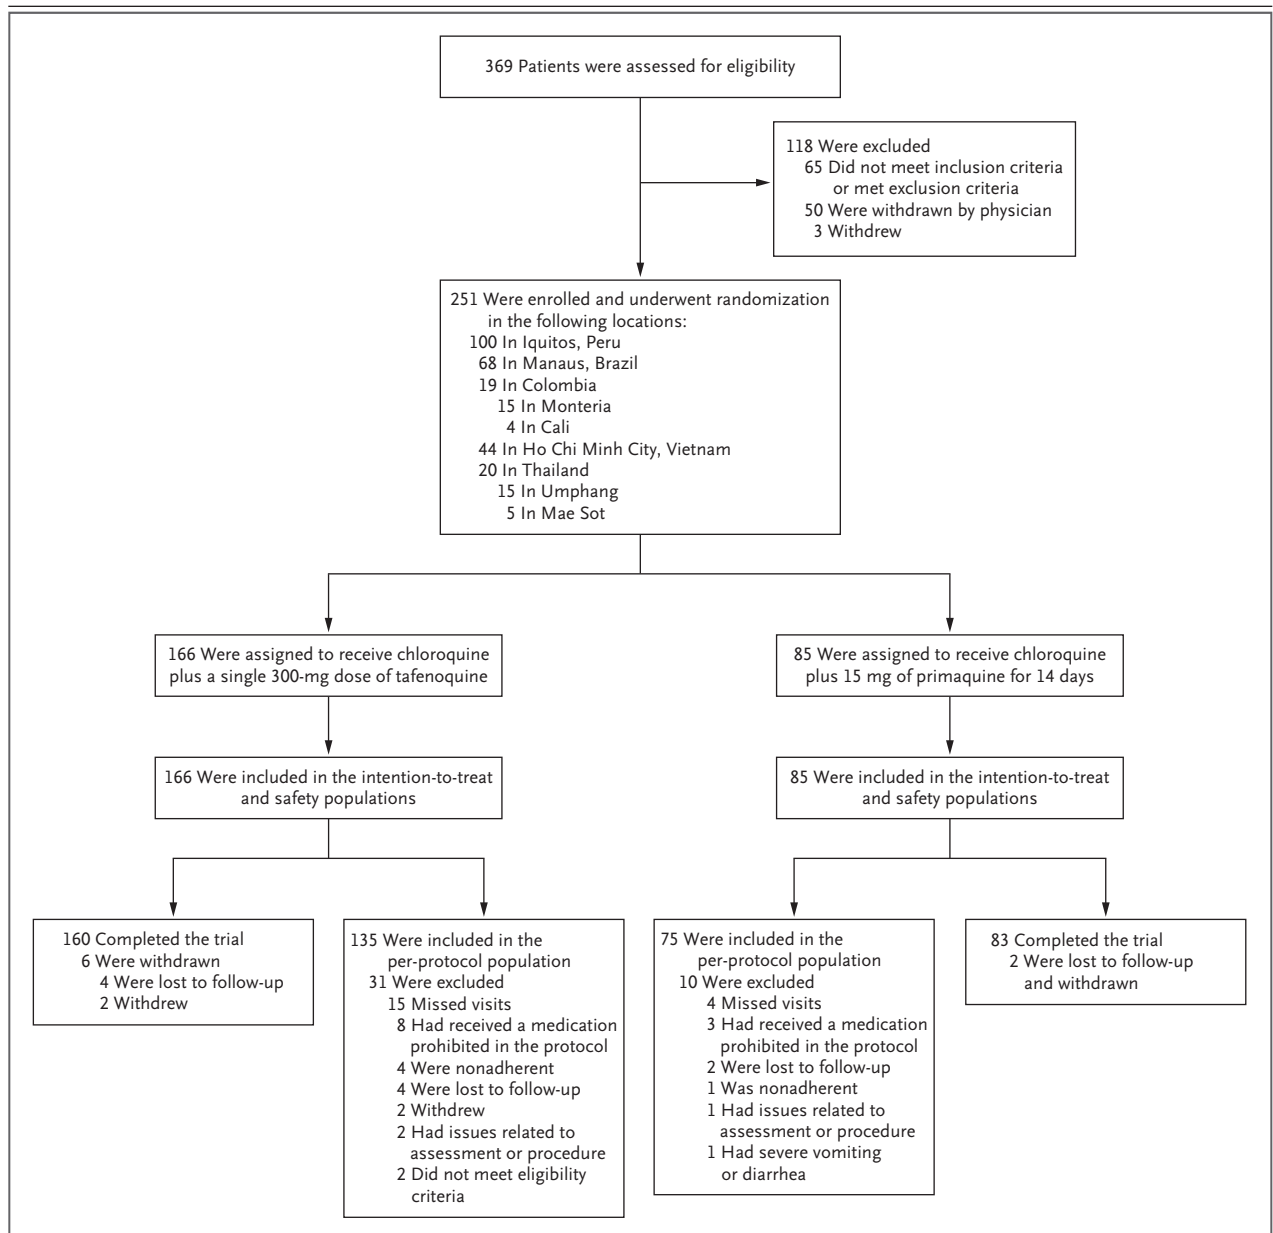 369 Patients were assessed for eligibility
118 Were excluded
65 Did not meet inclusion criteria
or met exclusion criteria
50 Were withdrawn by physician
3 Withdrew
251 Were enrolled and underwent randomization
in the following locations:
100 In Iquitos, Peru
68 In Manaus, Brazil
19 In Colombia
15 In Monteria
4 In Cali
44 In Ho Chi Minh City, Vietnam
20 In Thailand
15 In Umphang
5 In Mae Sot
166 Were assigned to receive chloroquine
plus a single 300-mg dose of tafenoquine
85 Were assigned to receive chloroquine
plus 15 mg of primaquine for 14 days
166 Were included in the intention-to-treat
and safety populations
85 Were included in the intention-to-treat
and safety populations
160 Completed the trial
6 Were withdrawn
4 Were lost to follow-up
2 Withdrew
135 Were included in the
per-protocol population
31 Were excluded
15 Missed visits
8 Had received a medication
prohibited in the protocol
4 Were nonadherent
4 Were lost to follow-up
2 Withdrew
2 Had issues related to
assessment or procedure
2 Did not meet eligibility
criteria
75 Were included in the
per-protocol population
10 Were excluded
4 Missed visits
3 Had received a medication
prohibited in the protocol
2 Were lost to follow-up
1 Was nonadherent
1 Had issues related to
assessment or procedure
1 Had severe vomiting
or diarrhea
83 Completed the trial
2 Were lost to follow-up
and withdrawn